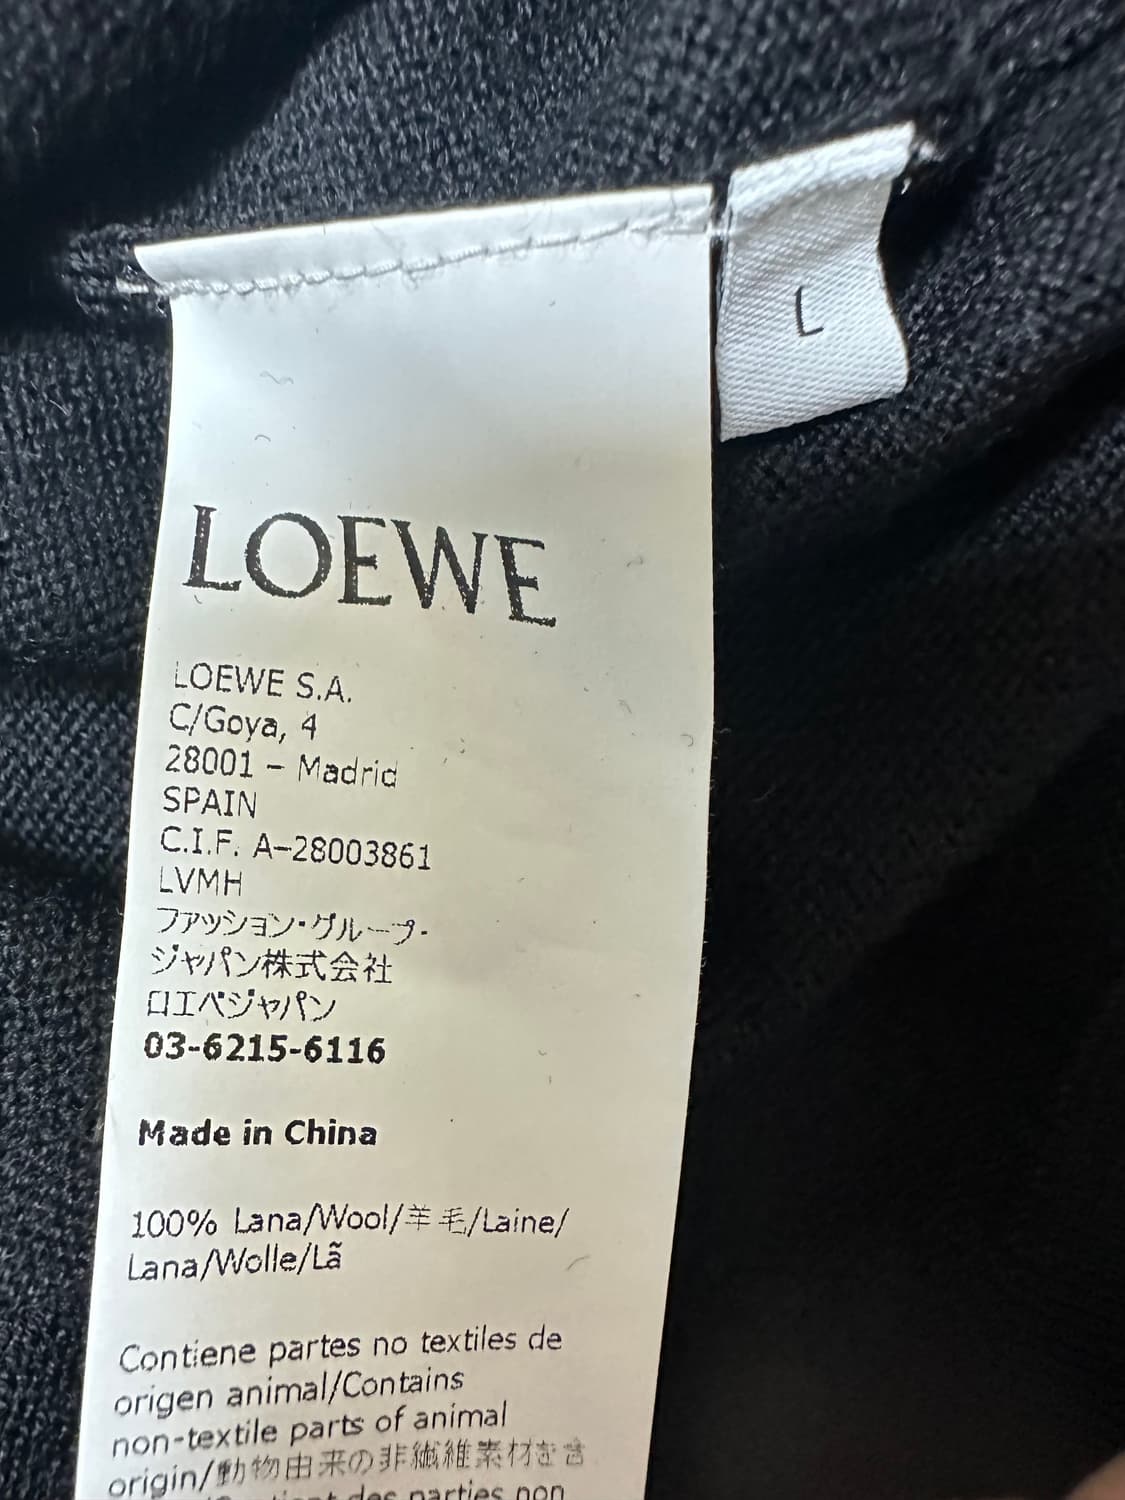 L
LOEWE
LOEWE S.A.
C/Goya, 4
28001 – Madrid
SPAIN
C.I.F. A-28003861
LVMH
ファッション・グループ・
ジャパン株式会社
ロエベジャパン
03-6215-6116
Made in China
100% Lana/Wool/羊毛/Laine/
Lana/Wolle/Lã
Contiene partes no textiles de
origen animal/Contains
non-textile parts of animal
origin/動物由来の非繊維素材を含
des parties non